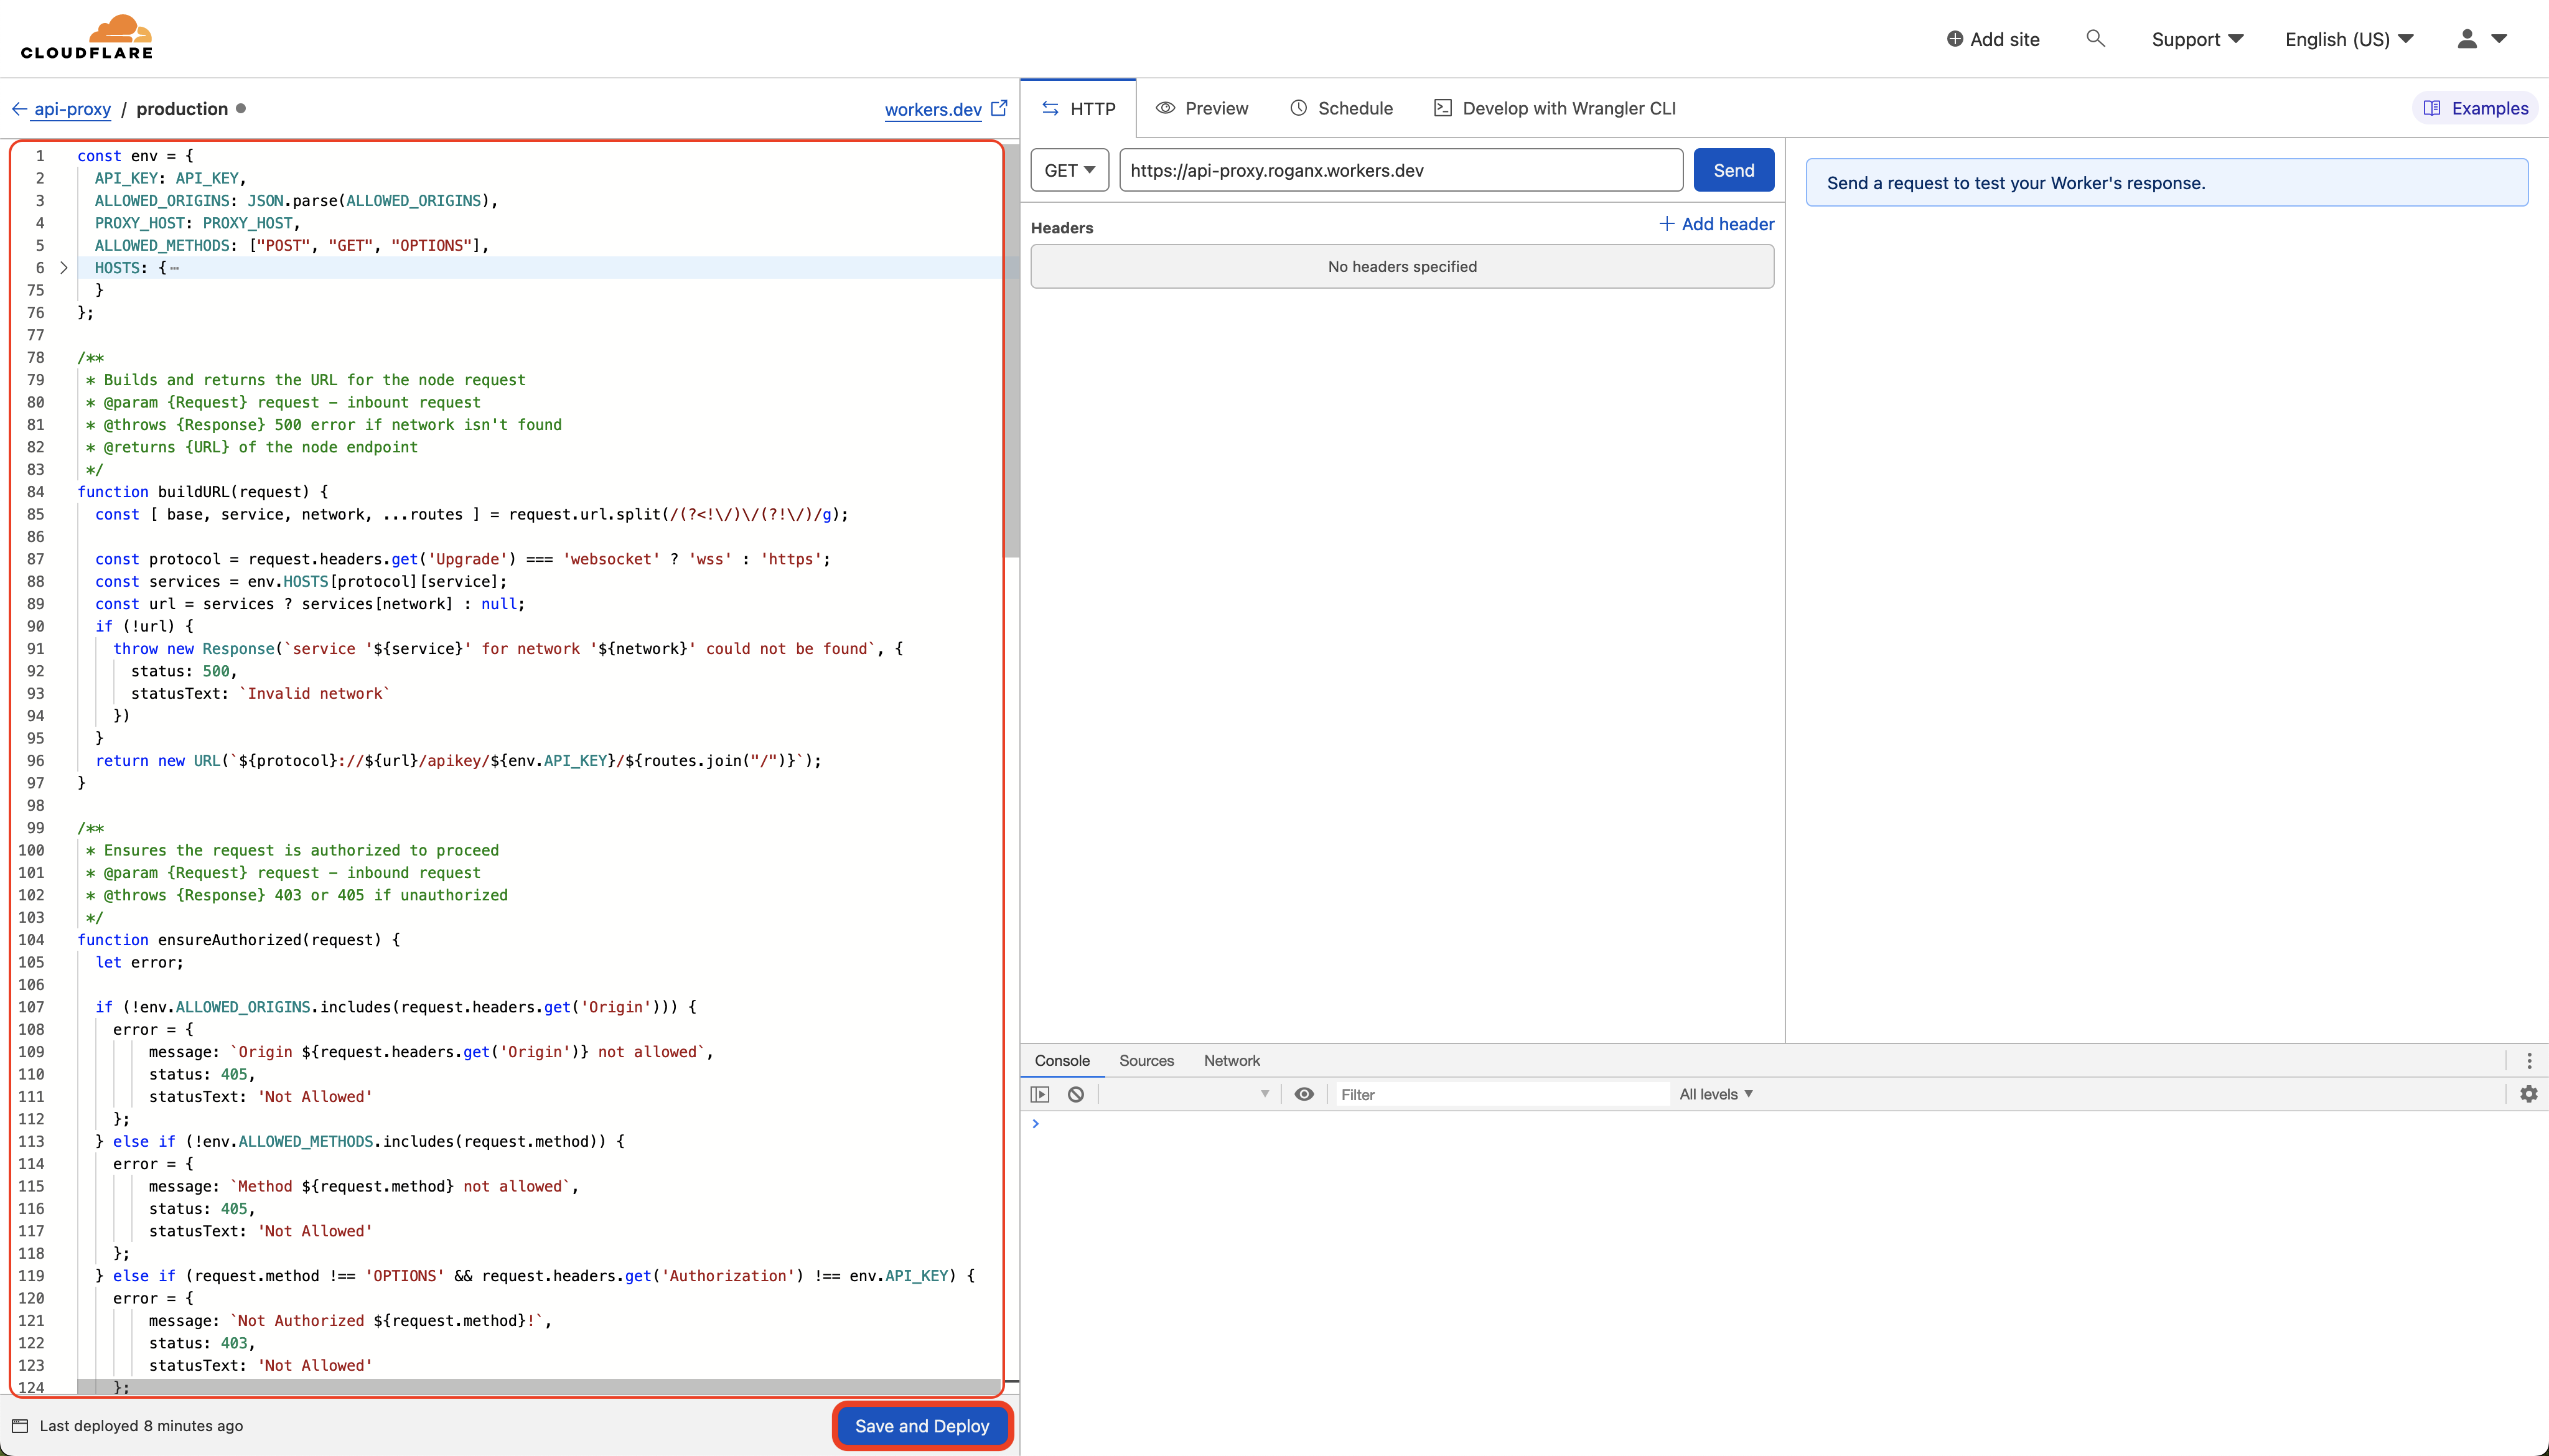 CLOUDFLARE
Add site
Support
English (US)
api-proxy / production
workers.dev
HTTP
Preview
Schedule
Develop with Wrangler CLI
Examples
1 const env = {
2 API_KEY: API_KEY,
3 ALLOWED_ORIGINS: JSON.parse(ALLOWED_ORIGINS),
4 PROXY_HOST: PROXY_HOST,
5 ALLOWED_METHODS: ["POST", "GET", "OPTIONS"],
6 HOSTS: {⋯
75 }
76 };
77
78 /**
79 * Builds and returns the URL for the node request
80 * @param {Request} request – inbount request
81 * @throws {Response} 500 error if network isn't found
82 * @returns {URL} of the node endpoint
83 */
84 function buildURL(request) {
85 const [ base, service, network, ...routes ] = request.url.split(/(?<!\/)\/(?!\/)/g);
86
87 const protocol = request.headers.get('Upgrade') === 'websocket' ? 'wss' : 'https';
88 const services = env.HOSTS[protocol][service];
89 const url = services ? services[network] : null;
90 if (!url) {
91 throw new Response(`service '${service}' for network '${network}' could not be found`, {
92 status: 500,
93 statusText: `Invalid network`
94 })
95 }
96 return new URL(`${protocol}://${url}/apikey/${env.API_KEY}/${routes.join("/")}`);
97 }
98
99 /**
100 * Ensures the request is authorized to proceed
101 * @param {Request} request – inbound request
102 * @throws {Response} 403 or 405 if unauthorized
103 */
104 function ensureAuthorized(request) {
105 let error;
106
107 if (!env.ALLOWED_ORIGINS.includes(request.headers.get('Origin'))) {
108 error = {
109 message: `Origin ${request.headers.get('Origin')} not allowed`,
110 status: 405,
111 statusText: 'Not Allowed'
112 };
113 } else if (!env.ALLOWED_METHODS.includes(request.method)) {
114 error = {
115 message: `Method ${request.method} not allowed`,
116 status: 405,
117 statusText: 'Not Allowed'
118 };
119 } else if (request.method !== 'OPTIONS' && request.headers.get('Authorization') !== env.API_KEY) {
120 error = {
121 message: `Not Authorized ${request.method}!`,
122 status: 403,
123 statusText: 'Not Allowed'
124 };
Last deployed 8 minutes ago
Save and Deploy
GET
https://api-proxy.roganx.workers.dev
Send
Headers
Add header
No headers specified
Send a request to test your Worker's response.
Console
Sources
Network
Filter
All levels